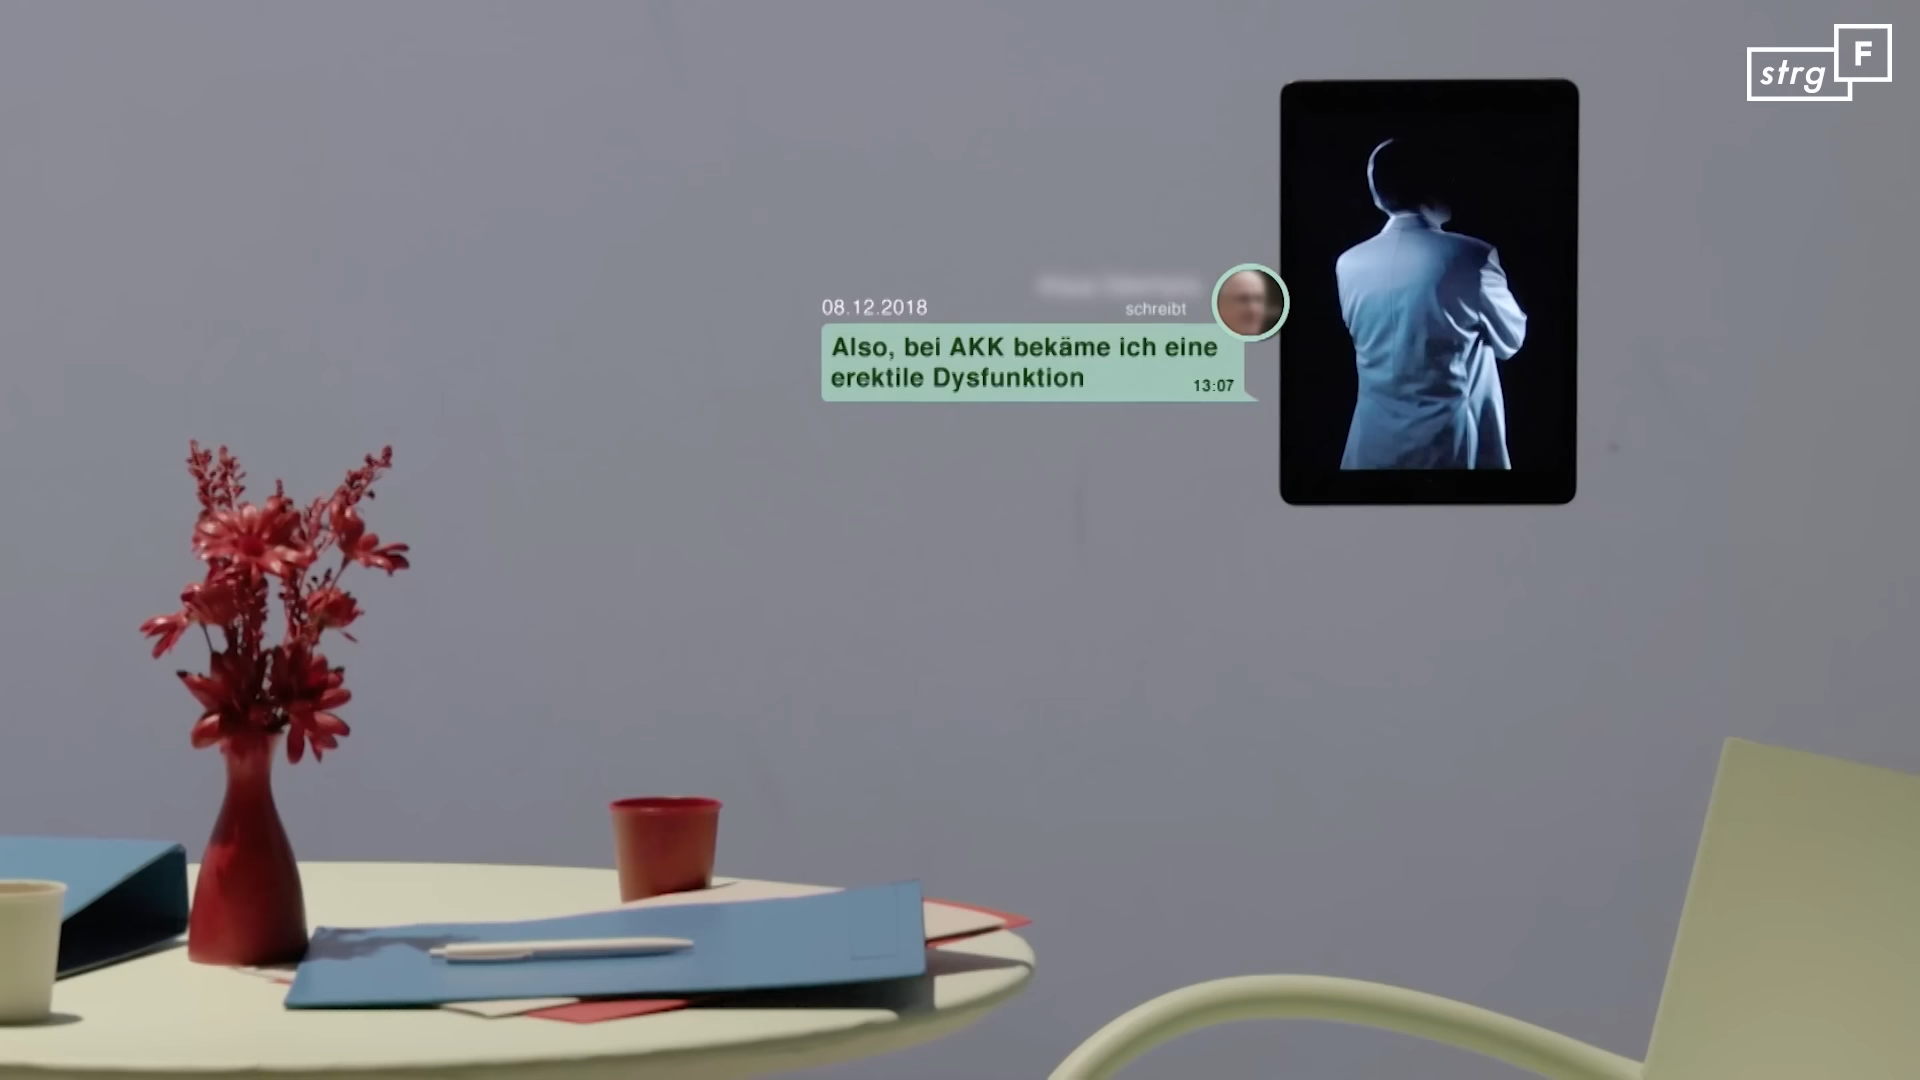 strg F
08.12.2018
schreibt
Also, bei AKK bekäme ich eine
erektile Dysfunktion
13:07